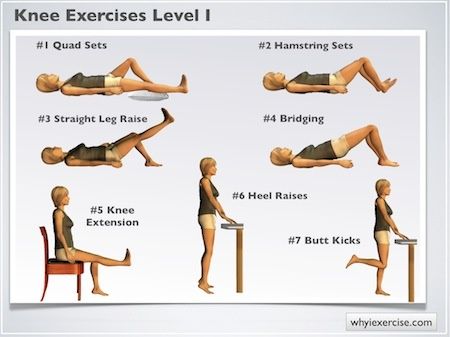 Knee Exercises Level I
#1 Quad Sets
#2 Hamstring Sets
#3 Straight Leg Raise
#4 Bridging
#5 Knee
Extension
#6 Heel Raises
#7 Butt Kicks
whyiexercise.com